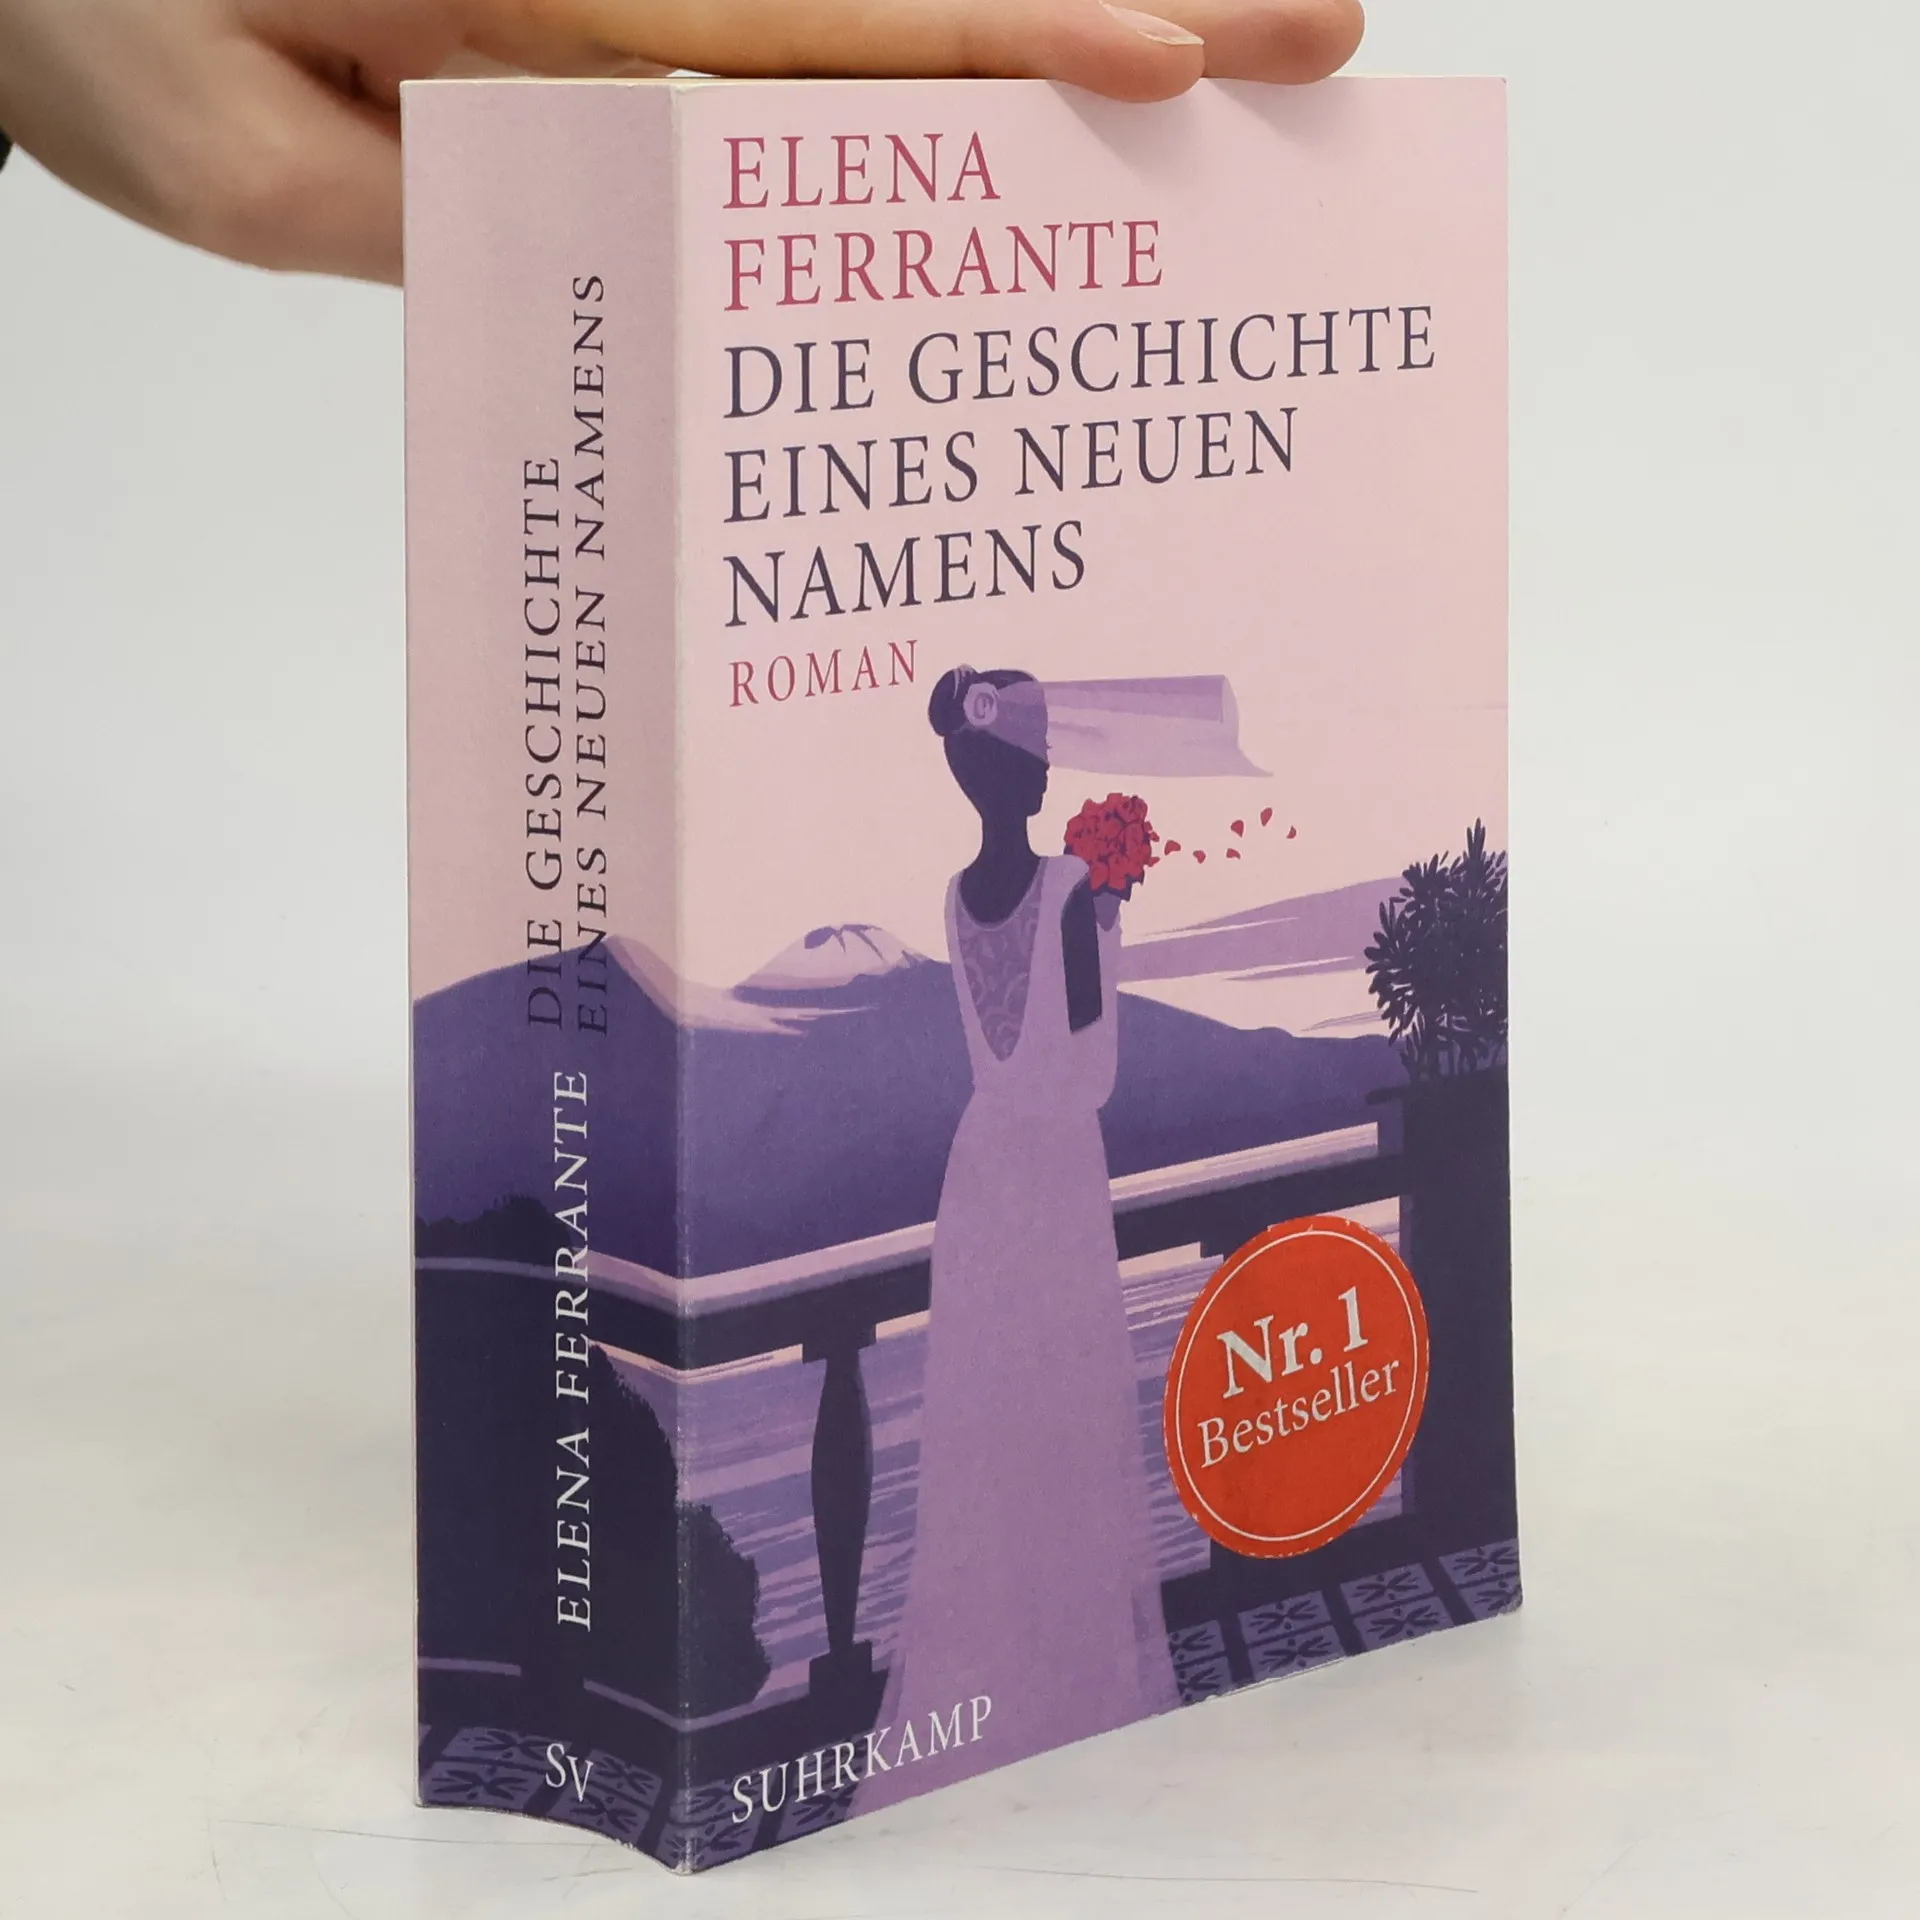 ELENA
FERRANTE
DIE GESCHICHTE
EINES NEUEN
NAMENS
ROMAN
Nr. 1
Bestseller
SUHRKAMP
ELENA FERRANTE
DIE GESCHICHTE
EINES NEUEN NAMENS
SV